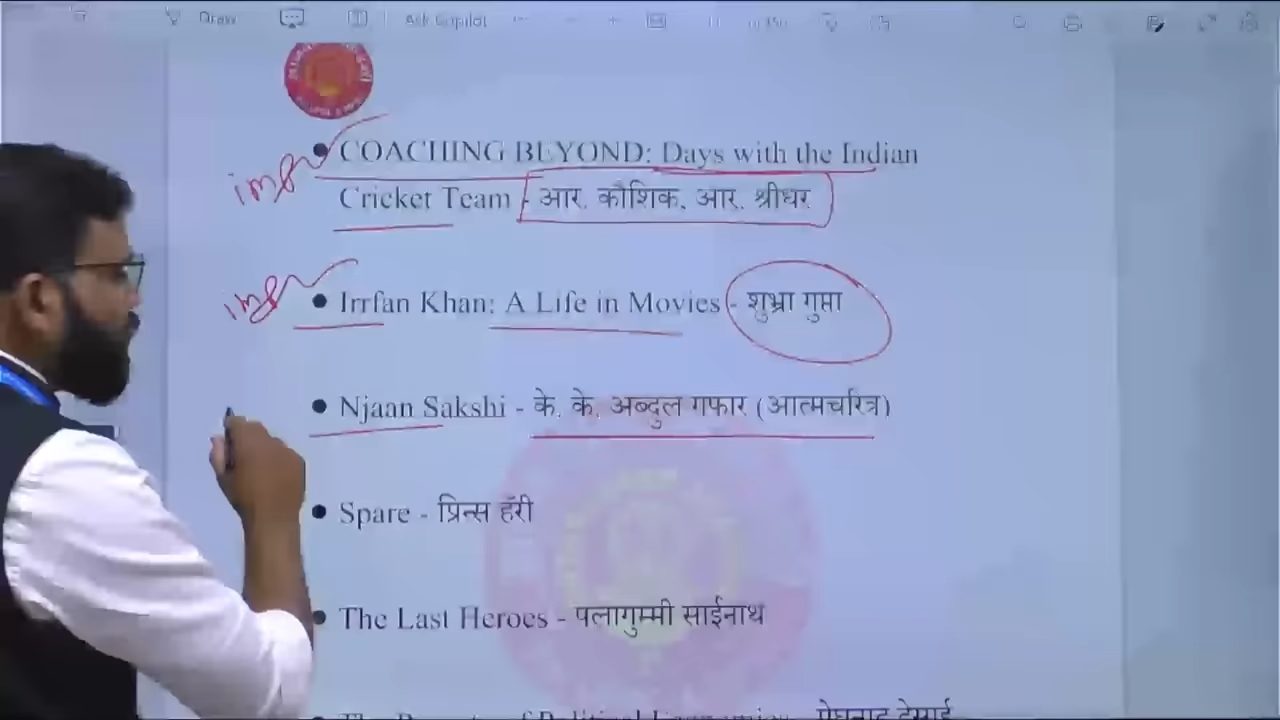 Draw
Ask Copilot
imp
COACHING BEYOND: Days with the Indian
Cricket Team - आर. कौशिक, आर. श्रीधर
imp
Irrfan Khan: A Life in Movies - शुभ्रा गुप्ता
Njaan Sakshi - के. के. अब्दुल गफार (आत्मचरित्र)
Spare - प्रिन्स हॅरी
The Last Heroes - पलागुम्मी साईनाथ